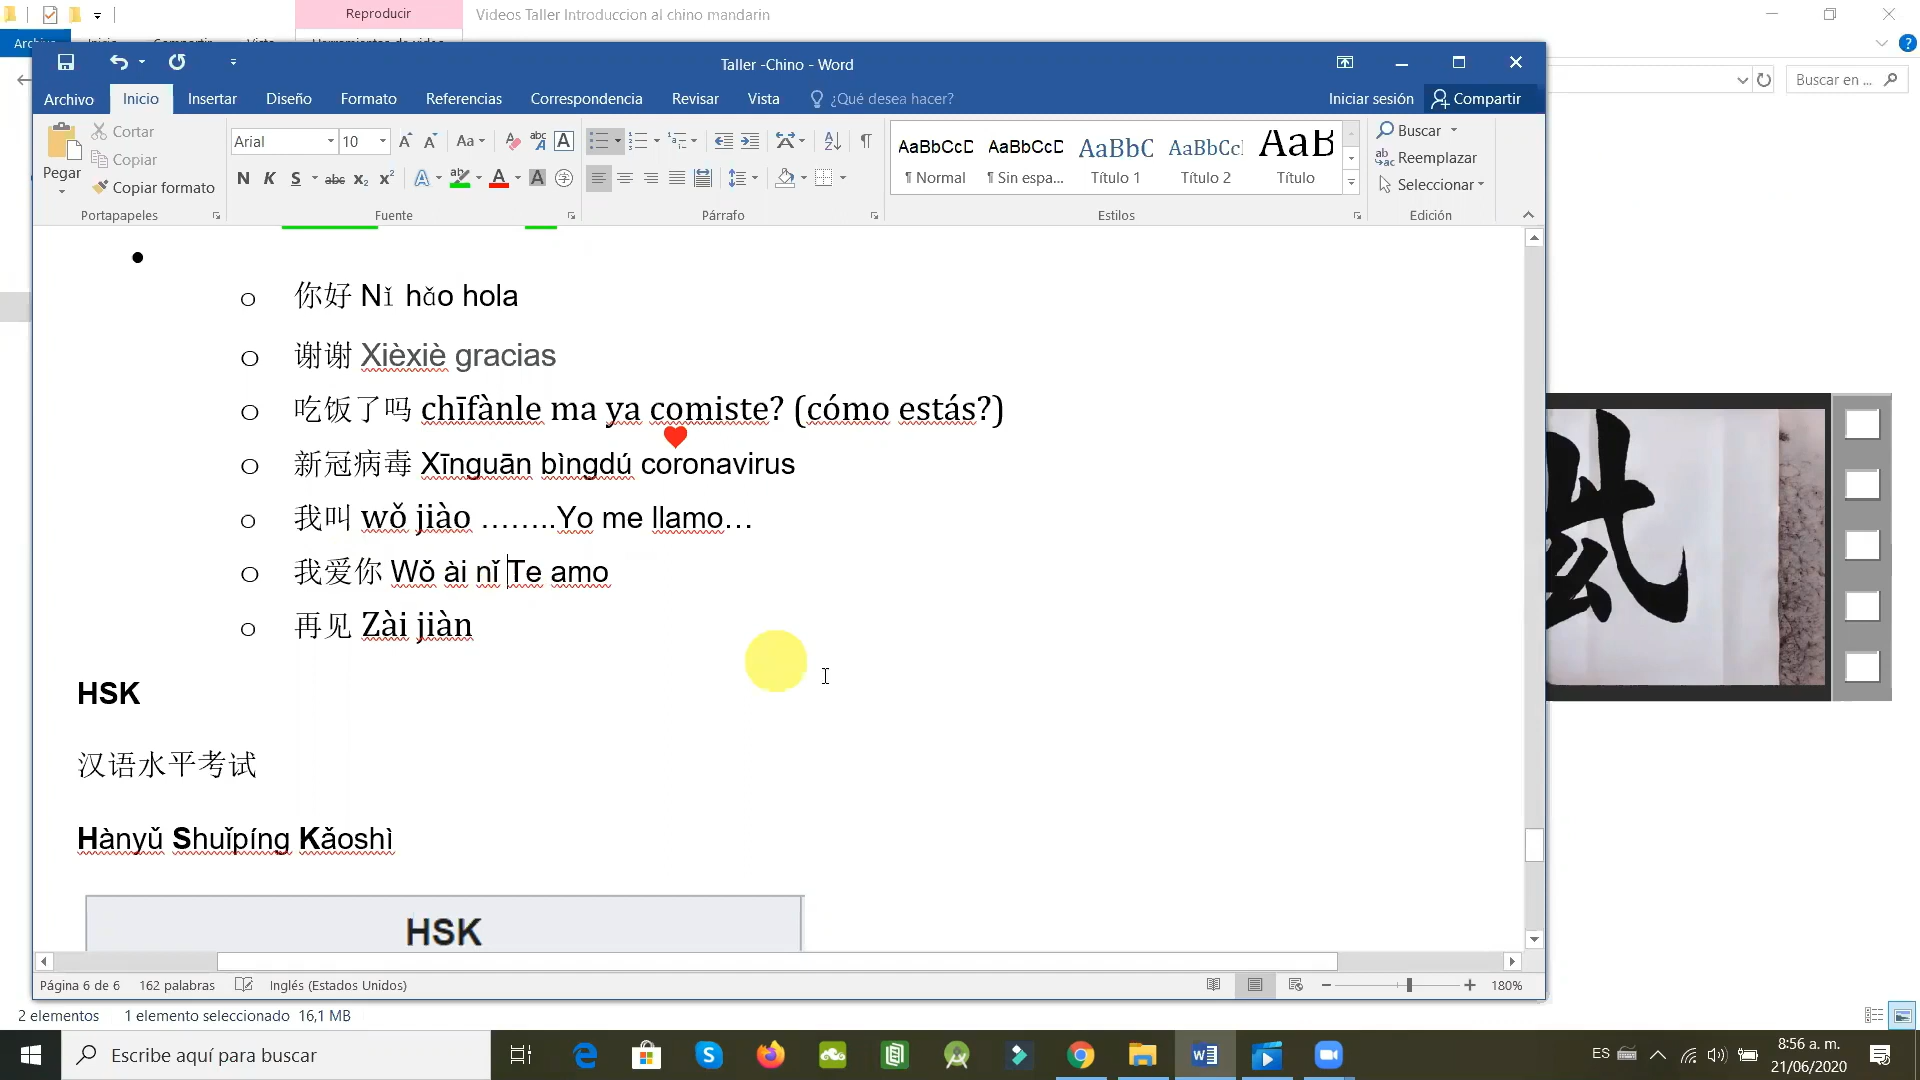 Reproducir
Videos Taller Introduccion al chino mandarin
Taller -Chino - Word
Buscar en ...
Archivo Inicio Insertar Diseño Formato Referencias Correspondencia Revisar Vista ¿Qué desea hacer? Iniciar sesión Compartir
Pegar
Cortar
Copiar
Copiar formato
Portapapeles
Arial 10
Fuente
Párrafo
AaBbCcD AaBbCcD AaBbC AaBbCcI AaB
¶ Normal ¶ Sin espa... Título 1 Título 2 Título
Estilos
Buscar
Reemplazar
Seleccionar
Edición
你好 Nǐ hǎo hola
谢谢 Xièxiè gracias
吃饭了吗 chīfànle ma ya comiste? (cómo estás?)
新冠病毒 Xīnguān bìngdú coronavirus
我叫 wǒ jiào ……..Yo me llamo…
我爱你 Wǒ ài nǐ Te amo
再见 Zài jiàn
HSK
汉语水平考试
Hànyǔ Shuǐpíng Kǎoshì
HSK
Página 6 de 6 162 palabras Inglés (Estados Unidos) 180%
2 elementos 1 elemento seleccionado 16,1 MB
Escribe aquí para buscar
ES
8:56 a. m.
21/06/2020